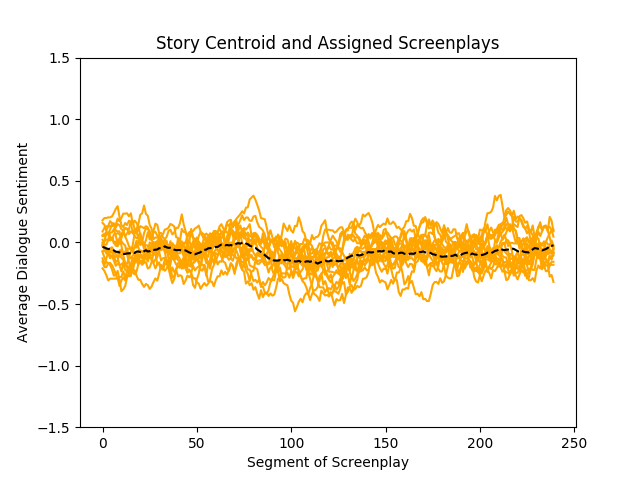 Story Centroid and Assigned Screenplays
1.5
1.0
0.5
0.0
−0.5
−1.0
−1.5
Average Dialogue Sentiment
0 50 100 150 200 250
Segment of Screenplay